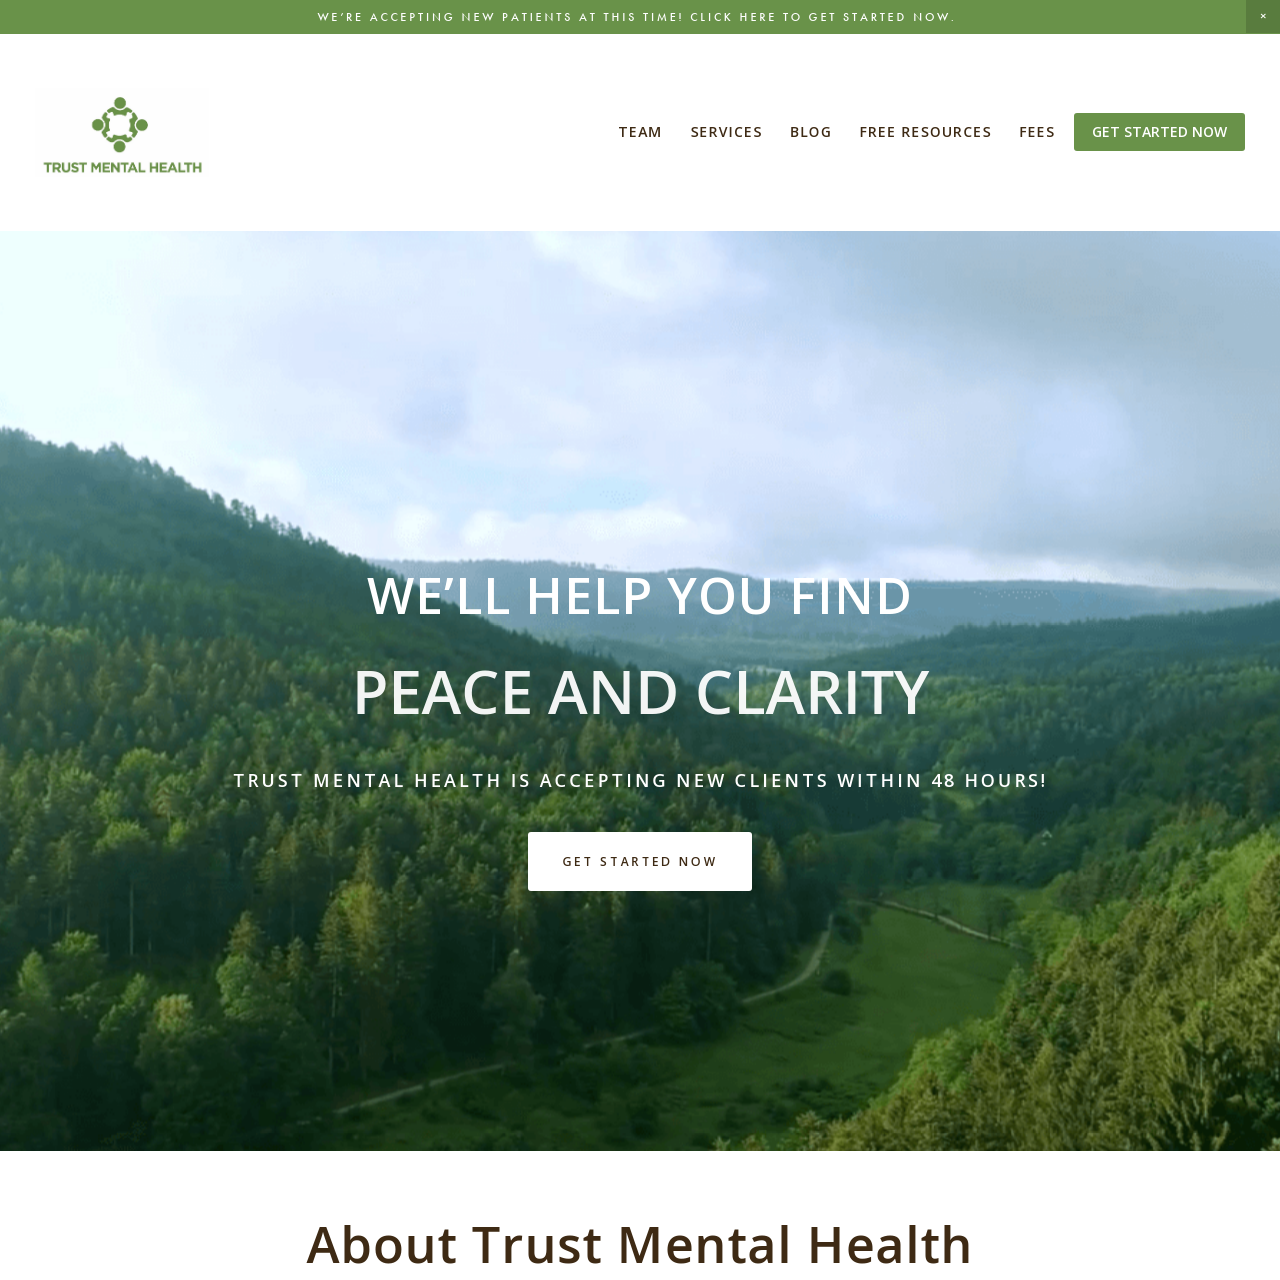 WE'RE ACCEPTING NEW PATIENTS AT THIS TIME! CLICK HERE TO GET STARTED NOW.
×
TRUST MENTAL HEALTH
TEAM SERVICES BLOG FREE RESOURCES FEES GET STARTED NOW
WE’LL HELP YOU FIND
PEACE AND CLARITY
TRUST MENTAL HEALTH IS ACCEPTING NEW CLIENTS WITHIN 48 HOURS!
GET STARTED NOW
About Trust Mental Health